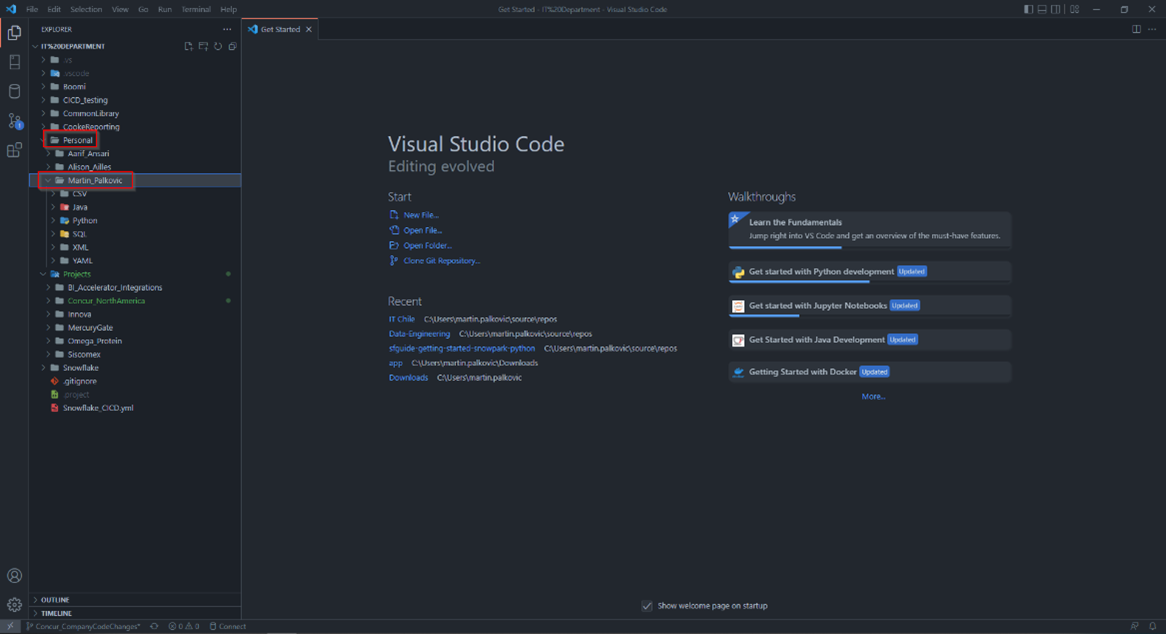 File Edit Selection View Go Run Terminal Help
Get Started - IT%20Department - Visual Studio Code
EXPLORER
Get Started
IT%20DEPARTMENT
.vs
.vscode
Boomi
CICD_testing
CommonLibrary
CookeReporting
Personal
Aarif_Ansari
Alison_Ailles
Martin_Palkovic
CSV
Java
Python
SQL
XML
YAML
Projects
BI_Accelerator_Integrations
Concur_NorthAmerica
Innova
MercuryGate
Omega_Protein
Siscomex
Snowflake
.gitignore
.project
Snowflake_CICD.yml
OUTLINE
TIMELINE
Visual Studio Code
Editing evolved
Start
New File...
Open File...
Open Folder...
Clone Git Repository...
Recent
IT Chile C:\Users\martin.palkovic\source\repos
Data-Engineering C:\Users\martin.palkovic\source\repos
sfguide-getting-started-snowpark-python C:\Users\martin.palkovic\source\repos
app C:\Users\martin.palkovic\Downloads
Downloads C:\Users\martin.palkovic
Walkthroughs
Learn the Fundamentals
Jump right into VS Code and get an overview of the must-have features.
Get started with Python development Updated
Get started with Jupyter Notebooks Updated
Get Started with Java Development Updated
Getting Started with Docker Updated
More...
Show welcome page on startup
1
Concur_CompanyCodeChanges* 0 0 Connect